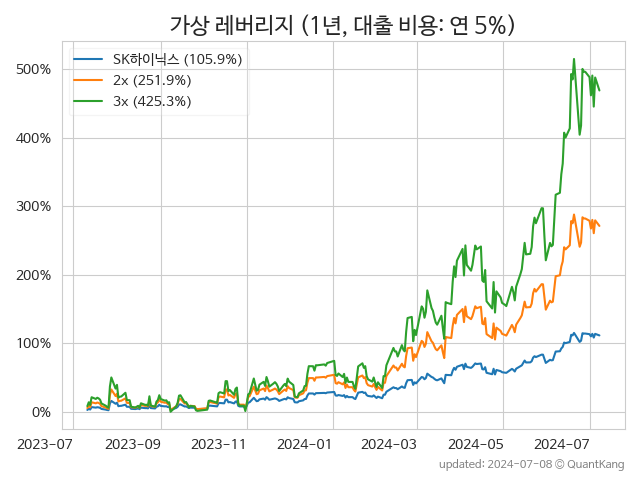 가상 레버리지 (1년, 대출 비용: 연 5%)
SK하이닉스 (105.9%)
2x (251.9%)
3x (425.3%)
500%
400%
300%
200%
100%
0%
2023-07 2023-09 2023-11 2024-01 2024-03 2024-05 2024-07
updated: 2024-07-08 © QuantKang